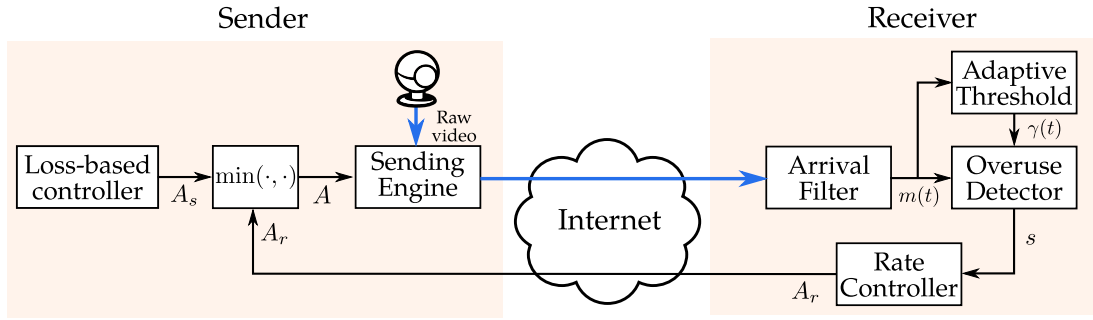 Sender
Receiver
Adaptive
Threshold
Raw
video
γ(t)
Loss-based
controller
A_s
min(·,·)
A
Sending
Engine
Internet
Arrival
Filter
m(t)
Overuse
Detector
A_r
s
Rate
Controller
A_r